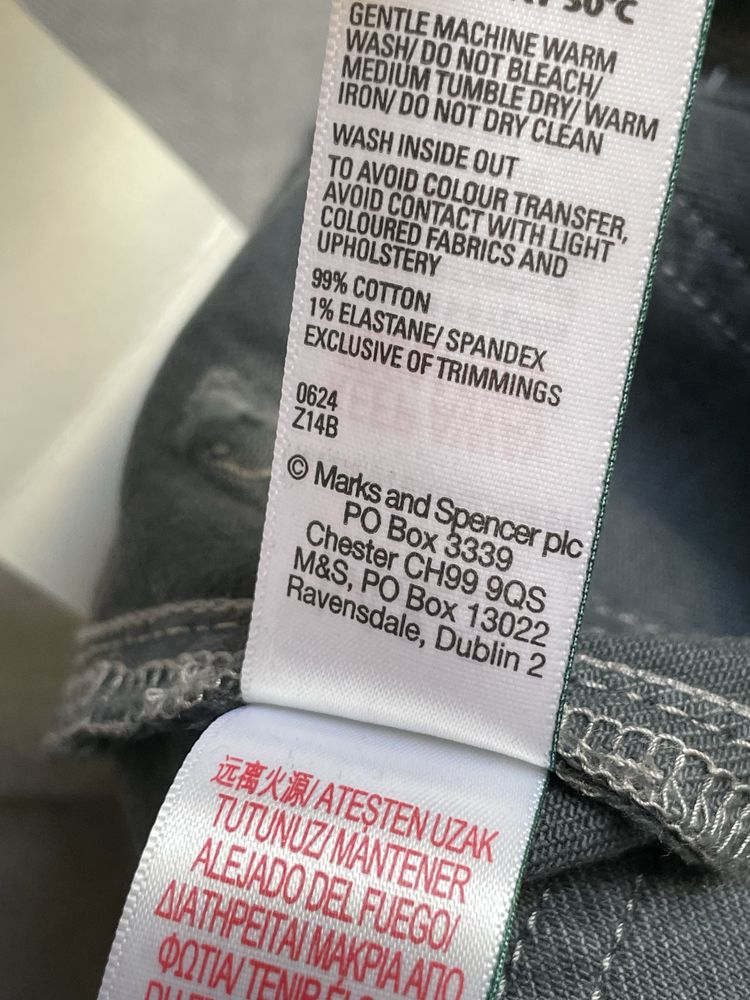 30°C
GENTLE MACHINE WARM
WASH/ DO NOT BLEACH/
MEDIUM TUMBLE DRY/ WARM
IRON/ DO NOT DRY CLEAN
WASH INSIDE OUT
TO AVOID COLOUR TRANSFER,
AVOID CONTACT WITH LIGHT
COLOURED FABRICS AND
UPHOLSTERY
99% COTTON
1% ELASTANE/ SPANDEX
EXCLUSIVE OF TRIMMINGS
0624
Z14B
© Marks and Spencer plc
PO Box 3339
Chester CH99 9QS
M&S, PO Box 13022
Ravensdale, Dublin 2
远离火源/ ATEŞTEN UZAK
TUTUNUZ/ MANTENER
ALEJADO DEL FUEGO/
ΔΙΑΤΗΡΕΙΤΑΙ ΜΑΚΡΙΑ ΑΠΟ
ΦΩΤΙΑ/ TENIR